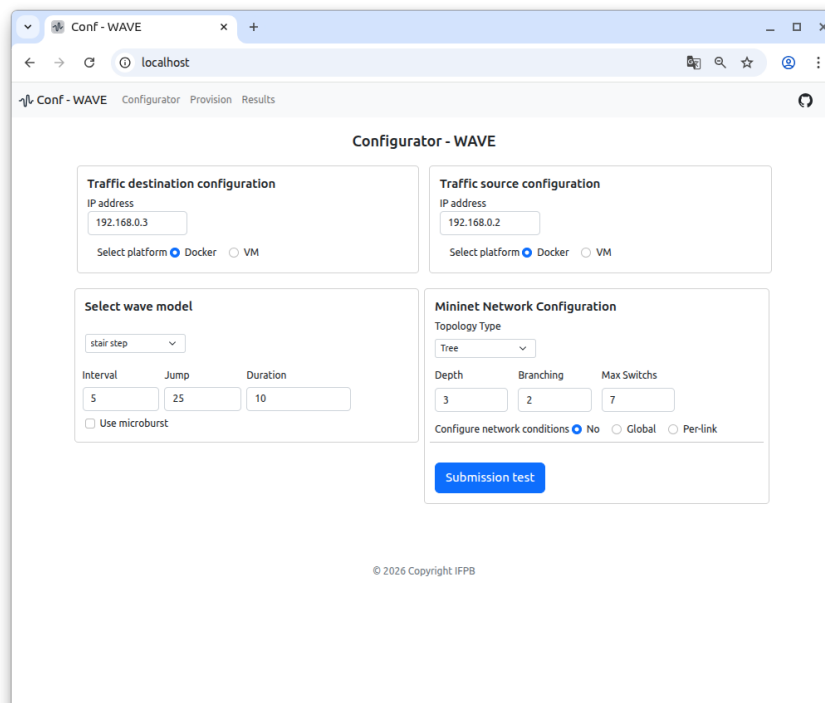 Conf - WAVE
localhost
Conf - WAVE Configurator Provision Results
Configurator - WAVE
Traffic destination configuration
IP address
192.168.0.3
Select platform Docker VM
Traffic source configuration
IP address
192.168.0.2
Select platform Docker VM
Select wave model
stair step
Interval Jump Duration
5 25 10
Use microburst
Mininet Network Configuration
Topology Type
Tree
Depth Branching Max Switchs
3 2 7
Configure network conditions No Global Per-link
Submission test
© 2026 Copyright IFPB